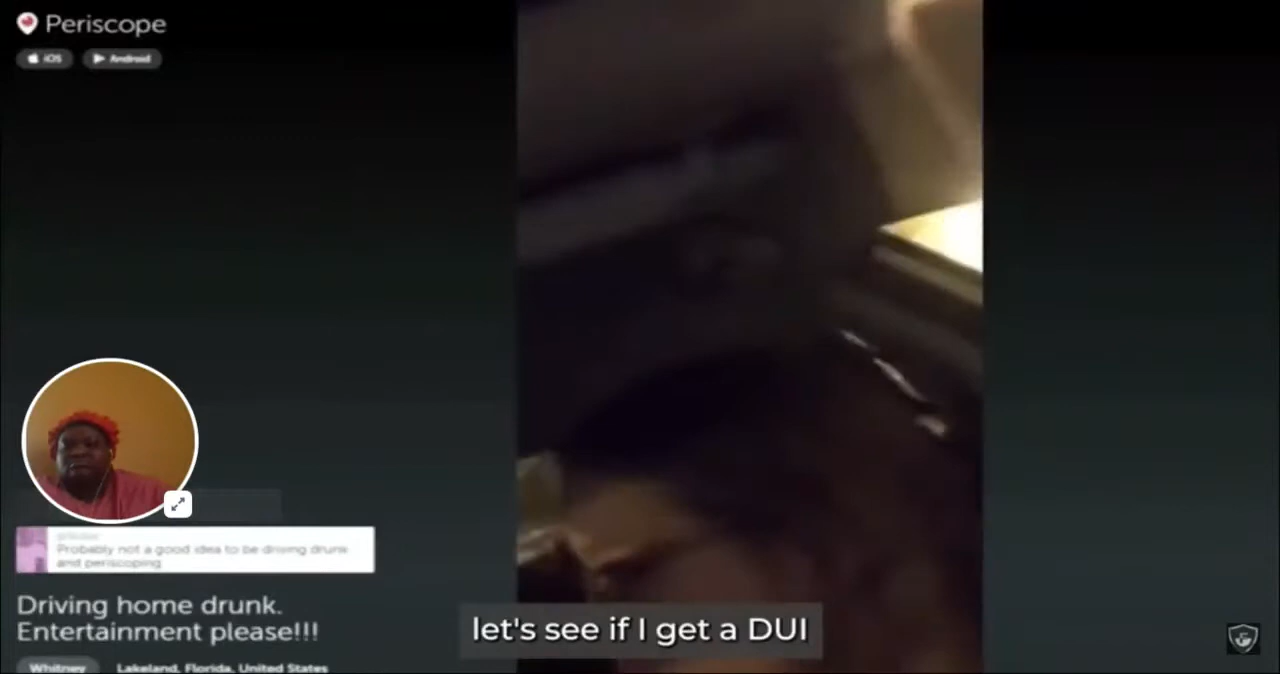 Periscope
iOS
Android
Probably not a good idea to be driving drunk
and periscoping
Driving home drunk.
Entertainment please!!!
let's see if I get a DUI
Whitney
Lakeland, Florida, United States